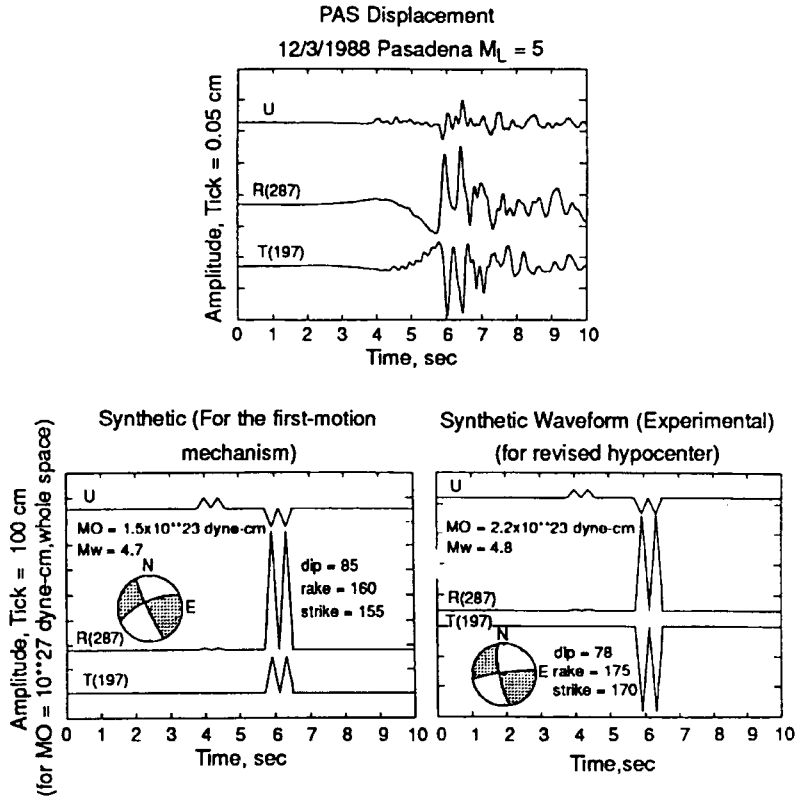 PAS Displacement
12/3/1988 Pasadena ML = 5
Amplitude, Tick = 0.05 cm
U
R(287)
T(197)
0 1 2 3 4 5 6 7 8 9 10
Time, sec
Synthetic (For the first-motion
mechanism)
Amplitude, Tick = 100 cm
(for MO = 10**27 dyne-cm,whole space)
U
MO = 1.5x10**23 dyne-cm
Mw = 4.7
N
E
dip = 85
rake = 160
strike = 155
R(287)
T(197)
0 1 2 3 4 5 6 7 8 9 10
Time, sec
Synthetic Waveform (Experimental)
(for revised hypocenter)
U
MO = 2.2x10**23 dyne-cm
Mw = 4.8
R(287)
T(197)
N
E
dip = 78
rake = 175
strike = 170
0 1 2 3 4 5 6 7 8 9 10
Time,sec